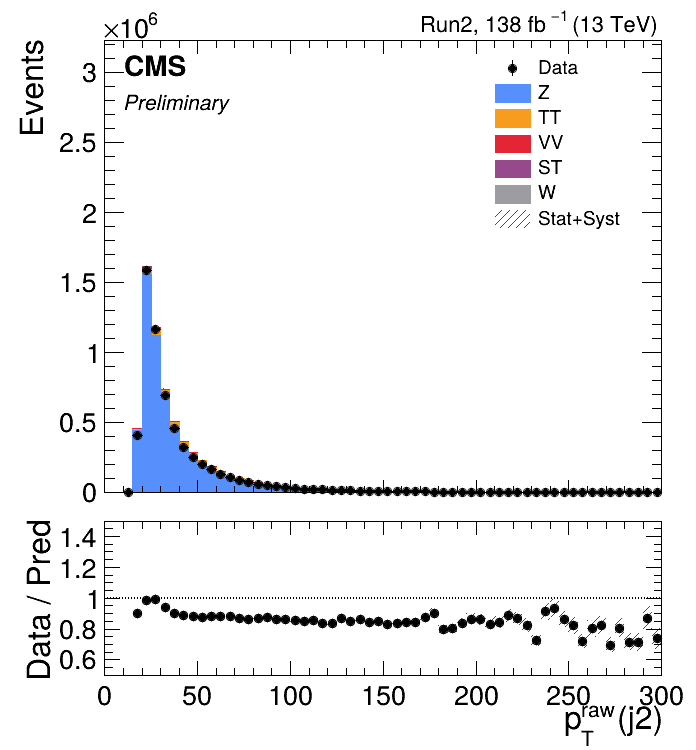 ×10⁶
Run2, 138 fb⁻¹ (13 TeV)
CMS
Preliminary
Events
Data
Z
TT
VV
ST
W
Stat+Syst
3
2.5
2
1.5
1
0.5
0
Data / Pred
1.4
1.2
1
0.8
0.6
0 50 100 150 200 250 300
p_T^raw(j2)